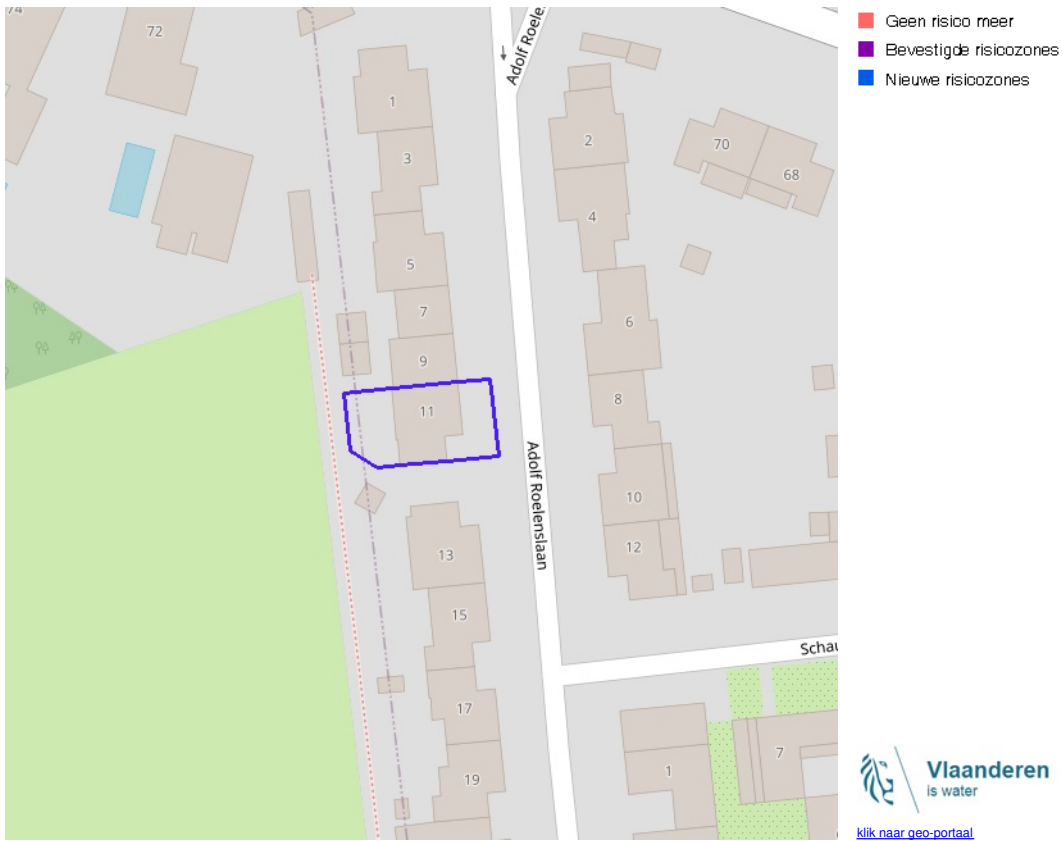 74
72
Adolf Roele
1
3
5
7
9
11
13
15
17
19
2
4
6
8
10
12
70
68
Adolf Roelenslaan
Schau
1
7
Geen risico meer
Bevestigde risicozones
Nieuwe risicozones
Vlaanderen
is water
klik naar geo-portaal